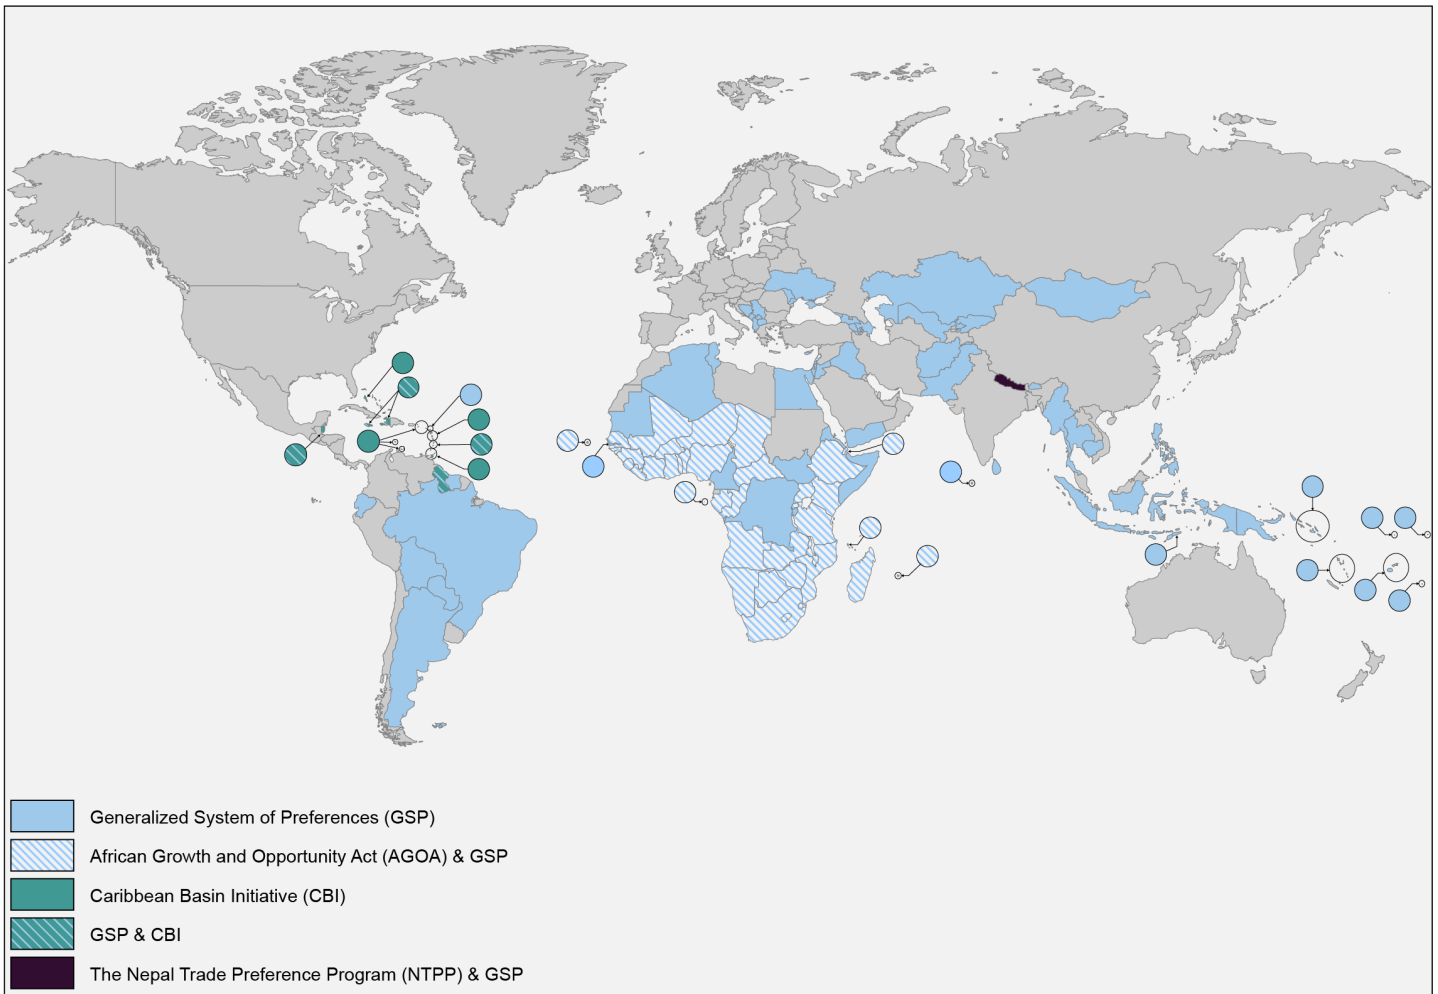 Generalized System of Preferences (GSP)
African Growth and Opportunity Act (AGOA) & GSP
Caribbean Basin Initiative (CBI)
GSP & CBI
The Nepal Trade Preference Program (NTPP) & GSP